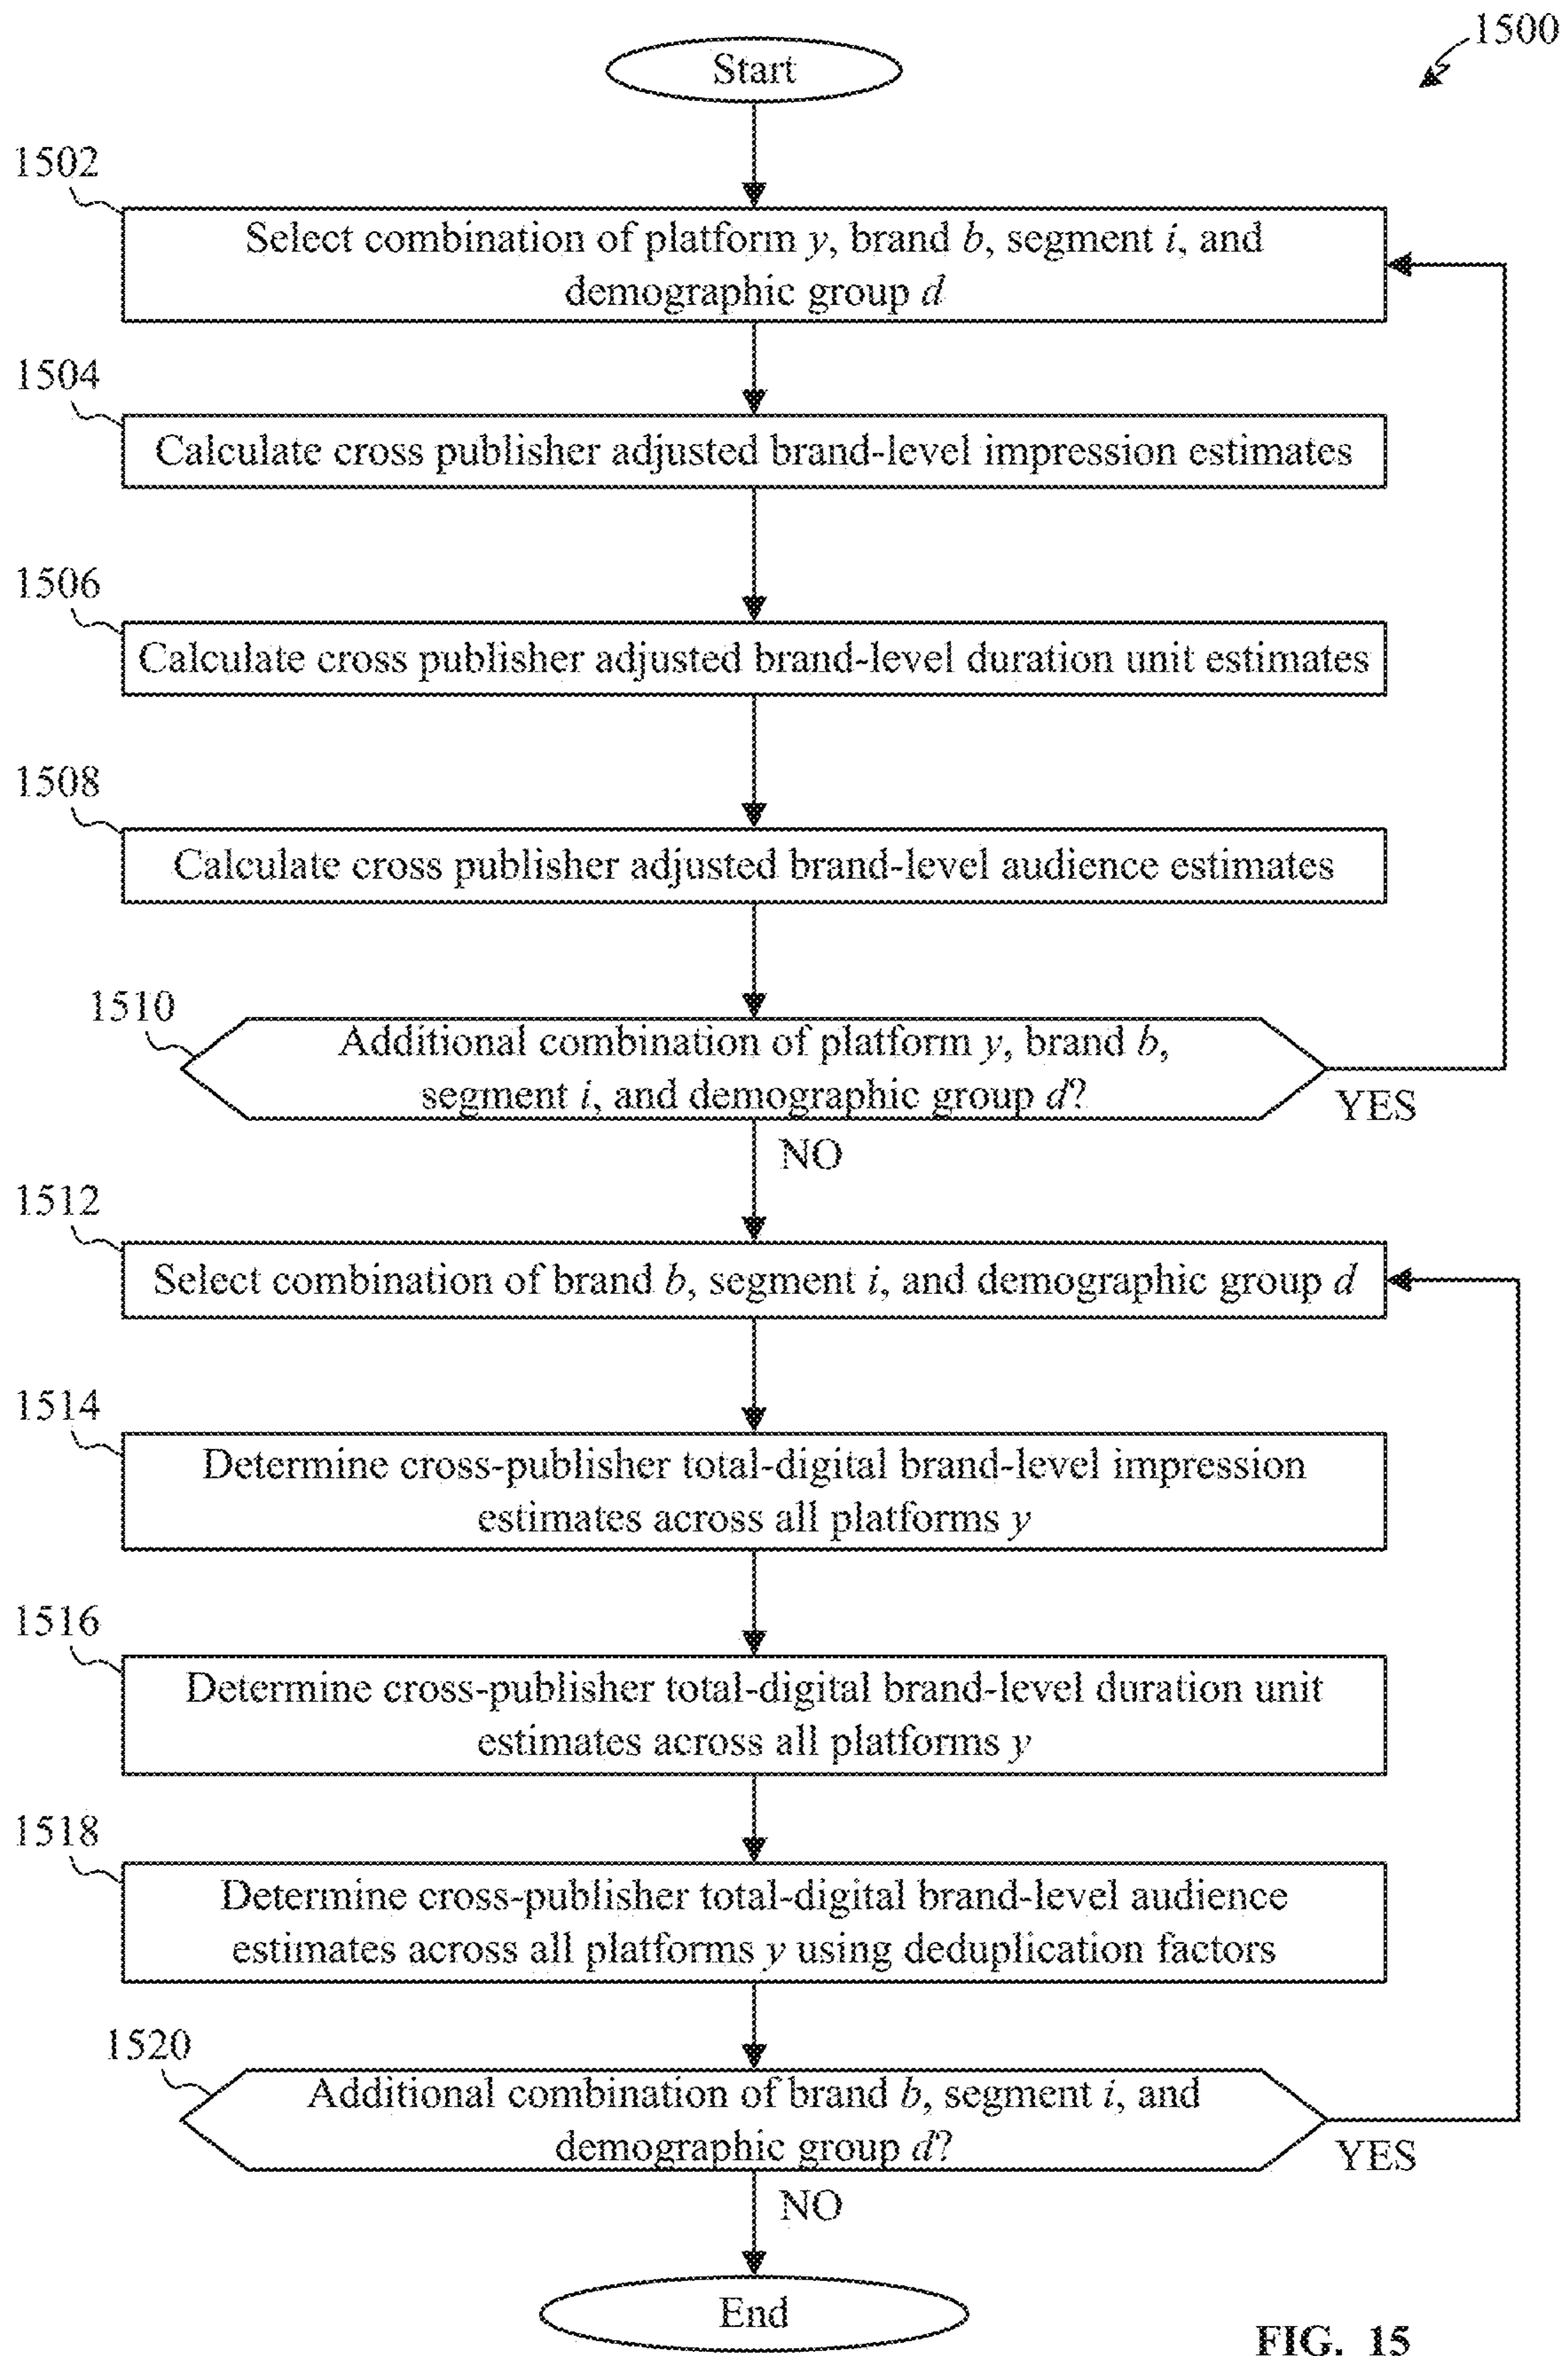 1500
Start
1502
Select combination of platform y, brand b, segment i, and
demographic group d
1504
Calculate cross publisher adjusted brand-level impression estimates
1506
Calculate cross publisher adjusted brand-level duration unit estimates
1508
Calculate cross publisher adjusted brand-level audience estimates
1510
Additional combination of platform y, brand b,
segment i, and demographic group d?
YES
NO
1512
Select combination of brand b, segment i, and demographic group d
1514
Determine cross-publisher total-digital brand-level impression
estimates across all platforms y
1516
Determine cross-publisher total-digital brand-level duration unit
estimates across all platforms y
1518
Determine cross-publisher total-digital brand-level audience
estimates across all platforms y using deduplication factors
1520
Additional combination of brand b, segment i, and
demographic group d?
YES
NO
End
FIG. 15